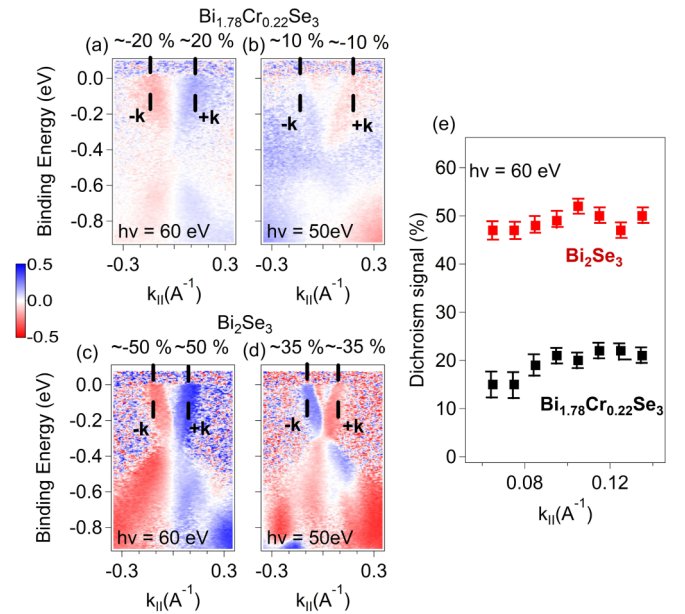 Bi1.78Cr0.22Se3
(a) ~-20 % ~20 % (b) ~10 % ~-10 %
Binding Energy (eV)
0.0
-0.2
-0.4
-0.6
-0.8
-k +k
hν = 60 eV
-k +k
hν = 50eV
-0.3 0.3 -0.3 0.3
kII(A-1) kII(A-1)
0.5
0.0
-0.5
Bi2Se3
(c) ~-50 % ~50 % (d) ~35 % ~-35 %
Binding Energy (eV)
0.0
-0.2
-0.4
-0.6
-0.8
-k +k
hν = 60 eV
-k +k
hν = 50eV
-0.3 0.3 -0.3 0.3
kII(A-1) kII(A-1)
(e)
Dichroism signal (%)
60
50
40
30
20
10
0
hν = 60 eV
Bi2Se3
Bi1.78Cr0.22Se3
0.08 0.12
kII(A-1)